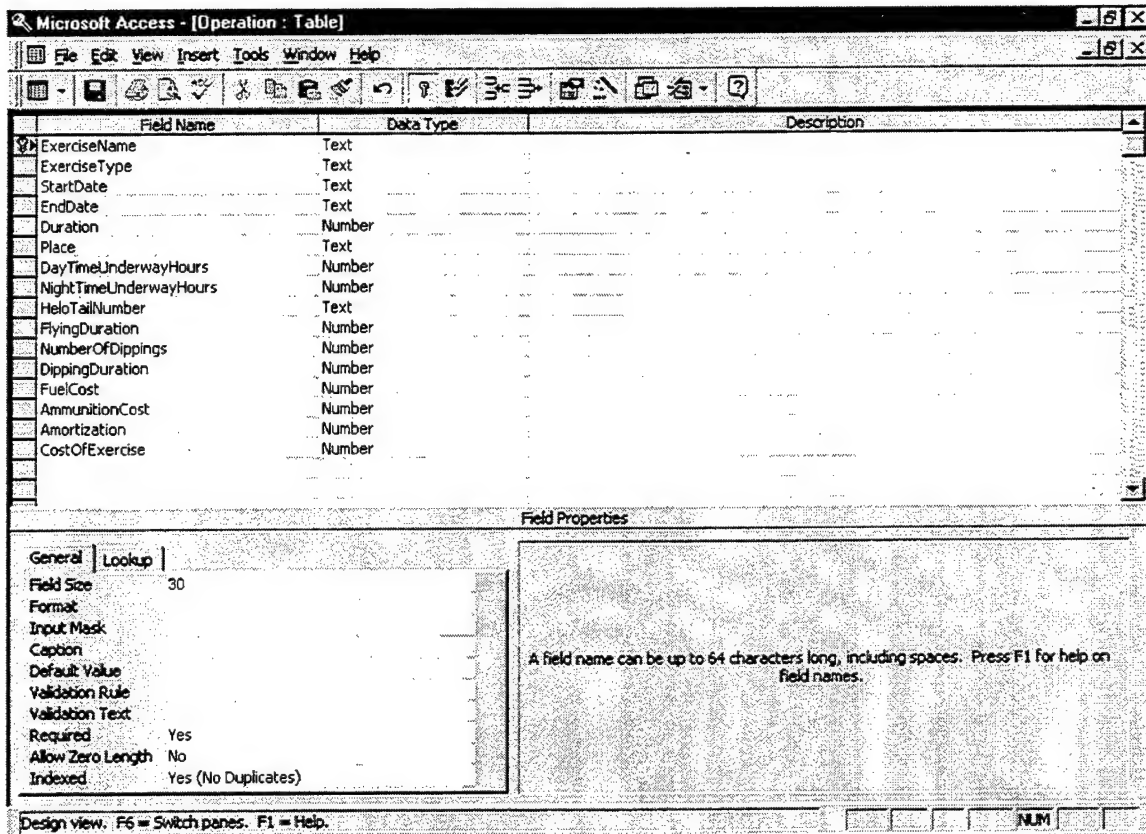 Microsoft Access - [Operation : Table]
File Edit View Insert Tools Window Help
Field Name Data Type Description
ExerciseName Text
ExerciseType Text
StartDate Text
EndDate Text
Duration Number
Place Text
DayTimeUnderwayHours Number
NightTimeUnderwayHours Number
HeloTailNumber Text
FlyingDuration Number
NumberOfDippings Number
DippingDuration Number
FuelCost Number
AmmunitionCost Number
Amortization Number
CostOfExercise Number
Field Properties
General Lookup
Field Size 30
Format
Input Mask
Caption
Default Value
Validation Rule
Validation Text
Required Yes
Allow Zero Length No
Indexed Yes (No Duplicates)
A field name can be up to 64 characters long, including spaces. Press F1 for help on
field names.
Design view. F6 = Switch panes. F1 = Help. NUM